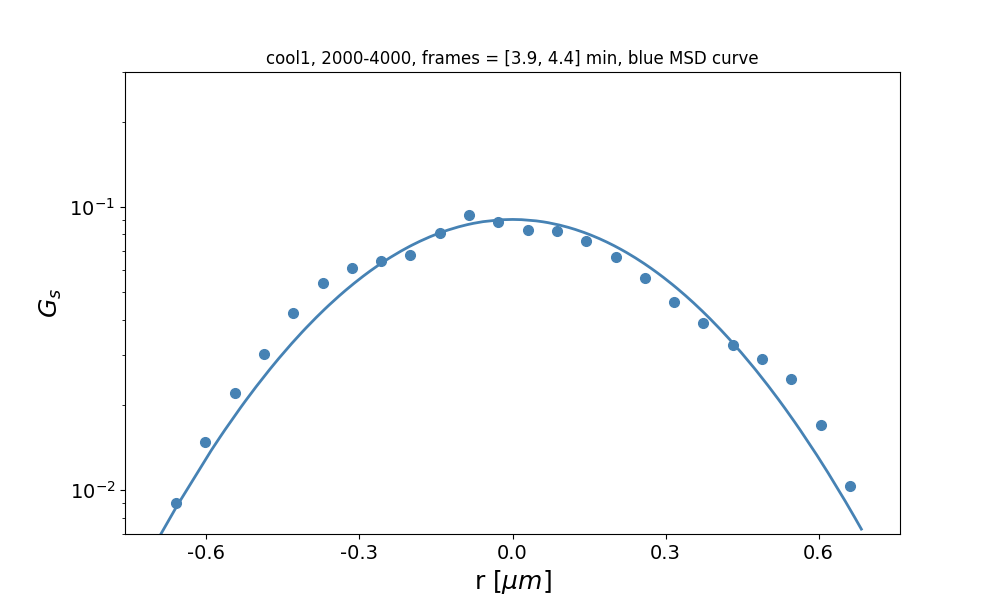 cool1, 2000-4000, frames = [3.9, 4.4] min, blue MSD curve
10⁻¹
10⁻²
G_s
-0.6 -0.3 0.0 0.3 0.6
r [μm]